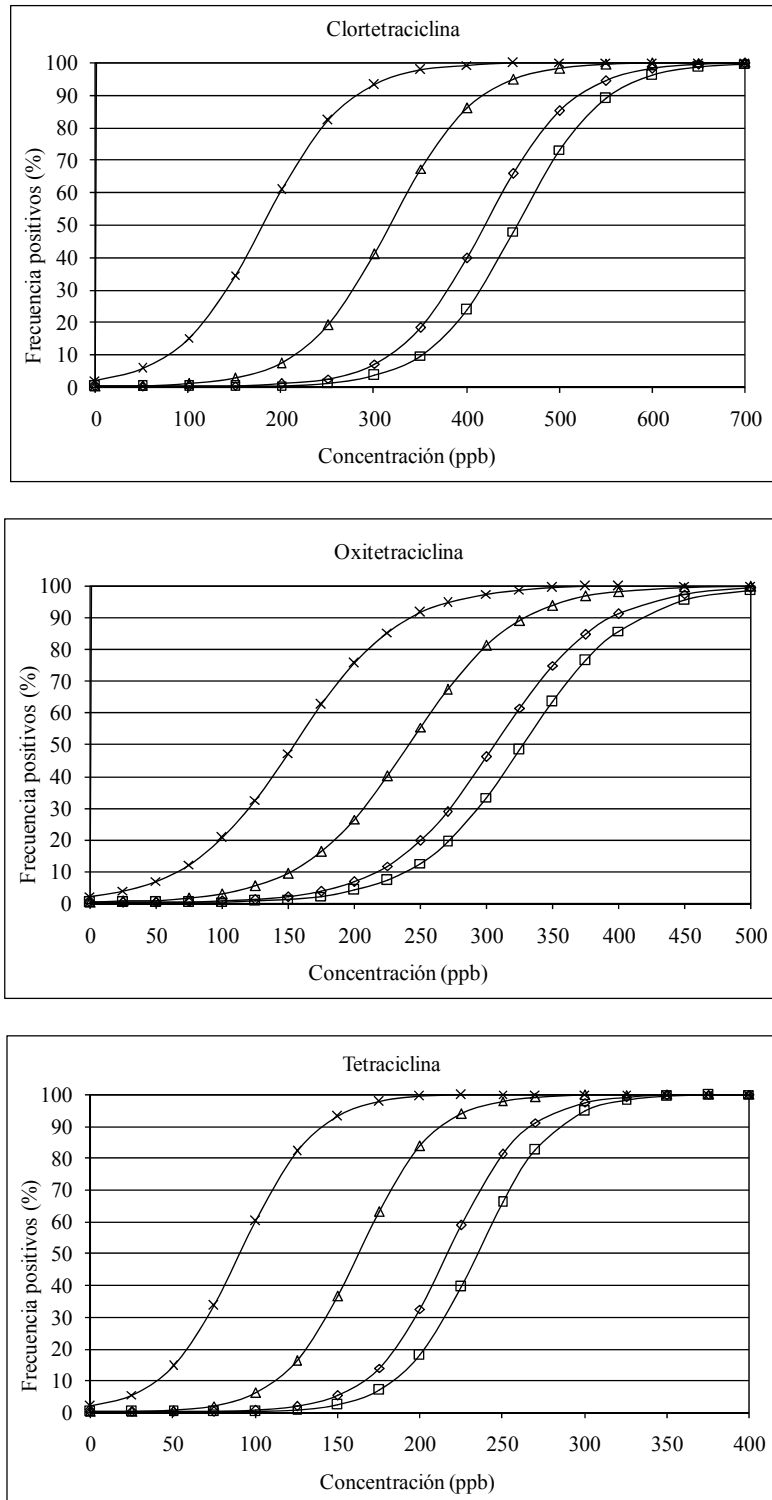 Clortetraciclina
Frecuencia positivos (%)
100
90
80
70
60
50
40
30
20
10
0
0 100 200 300 400 500 600 700
Concentración (ppb)
Oxitetraciclina
Frecuencia positivos (%)
100
90
80
70
60
50
40
30
20
10
0
0 50 100 150 200 250 300 350 400 450 500
Concentración (ppb)
Tetraciclina
Frecuencia positivos (%)
100
90
80
70
60
50
40
30
20
10
0
0 50 100 150 200 250 300 350 400
Concentración (ppb)